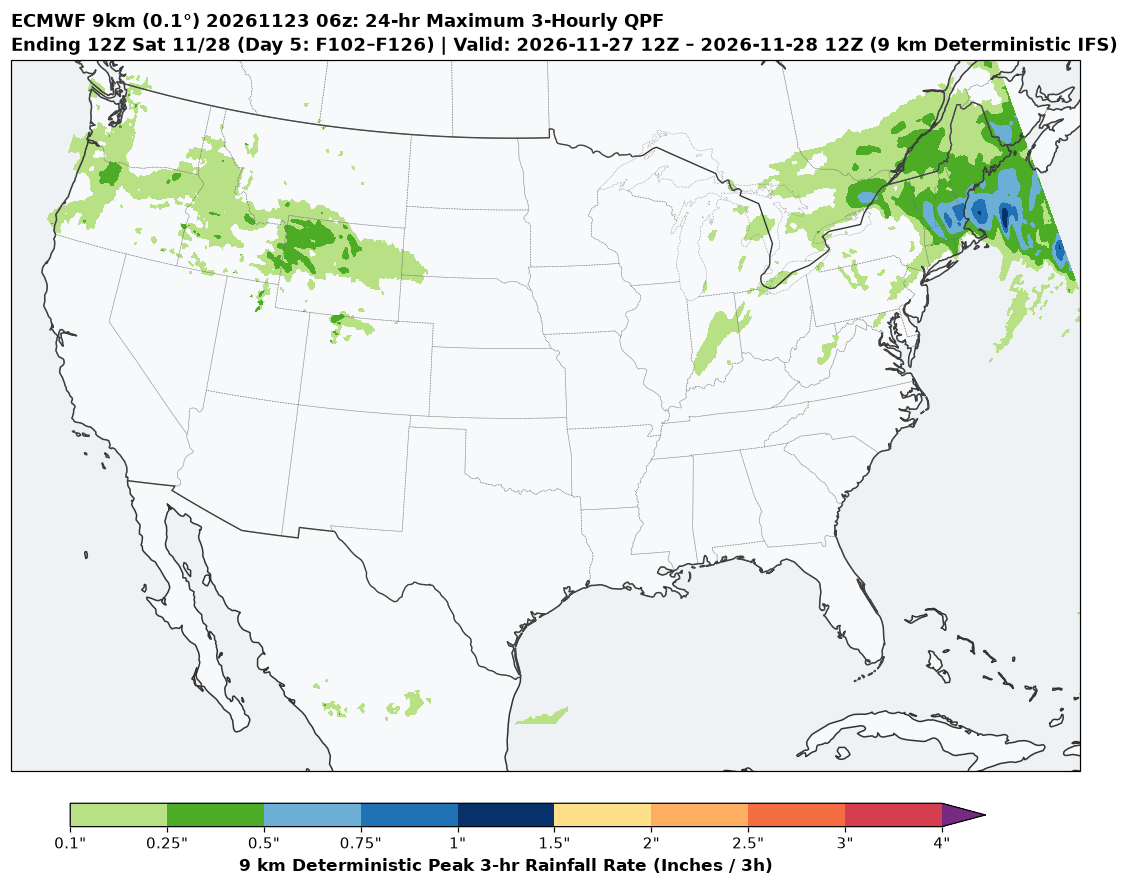 ECMWF 9km (0.1°) 20261123 06z: 24-hr Maximum 3-Hourly QPF
Ending 12Z Sat 11/28 (Day 5: F102–F126) | Valid: 2026-11-27 12Z – 2026-11-28 12Z (9 km Deterministic IFS)
0.1" 0.25" 0.5" 0.75" 1" 1.5" 2" 2.5" 3" 4"
9 km Deterministic Peak 3-hr Rainfall Rate (Inches / 3h)